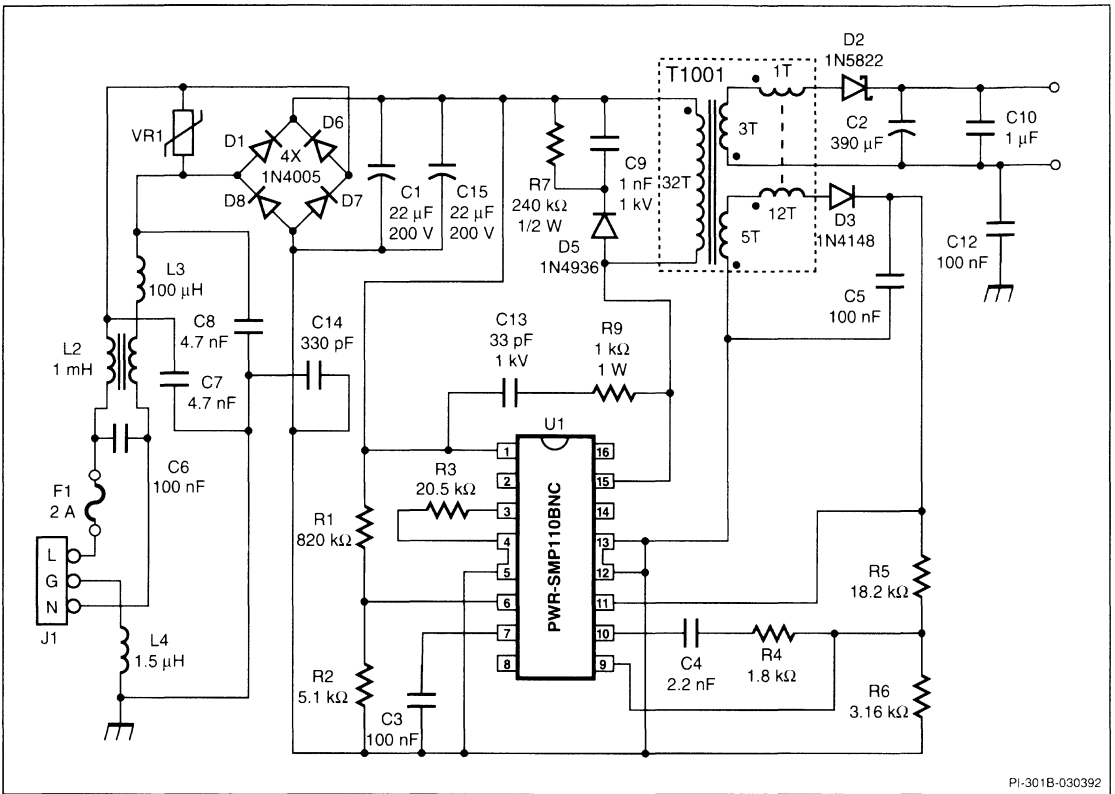 D2
1N5822
T1001
1T
3T
C2
390 µF
C10
1 µF
VR1
D1
D6
4X
1N4005
D8
D7
C1
22 µF
200 V
C15
22 µF
200 V
R7
240 kΩ
1/2 W
C9
1 nF
1 kV
32T
D5
1N4936
12T
5T
D3
1N4148
C12
100 nF
C5
100 nF
L3
100 µH
C8
4.7 nF
C14
330 pF
C13
33 pF
1 kV
R9
1 kΩ
1 W
L2
1 mH
C7
4.7 nF
C6
100 nF
F1
2 A
L
G
N
J1
L4
1.5 µH
U1
PWR-SMP110BNC
1
2
3
4
5
6
7
8
16
15
14
13
12
11
10
9
R3
20.5 kΩ
R1
820 kΩ
R2
5.1 kΩ
C3
100 nF
C4
2.2 nF
R4
1.8 kΩ
R5
18.2 kΩ
R6
3.16 kΩ
PI-301B-030392